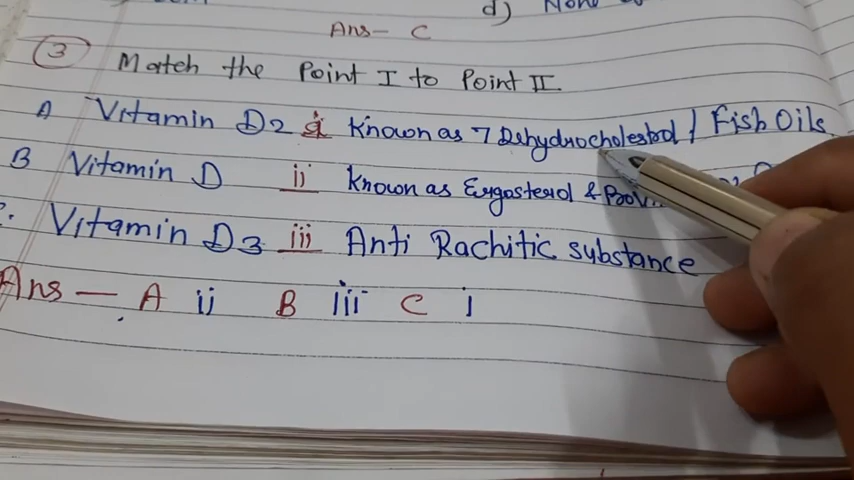 d) None
Ans- C
3 Match the Point I to Point II
A Vitamin D2 i Known as 7 Dehydrocholestrol / Fish Oils
B Vitamin D ii Known as Ergosterol &
C. Vitamin D3 iii Anti Rachitic substance
Ans — A ii B iii C i